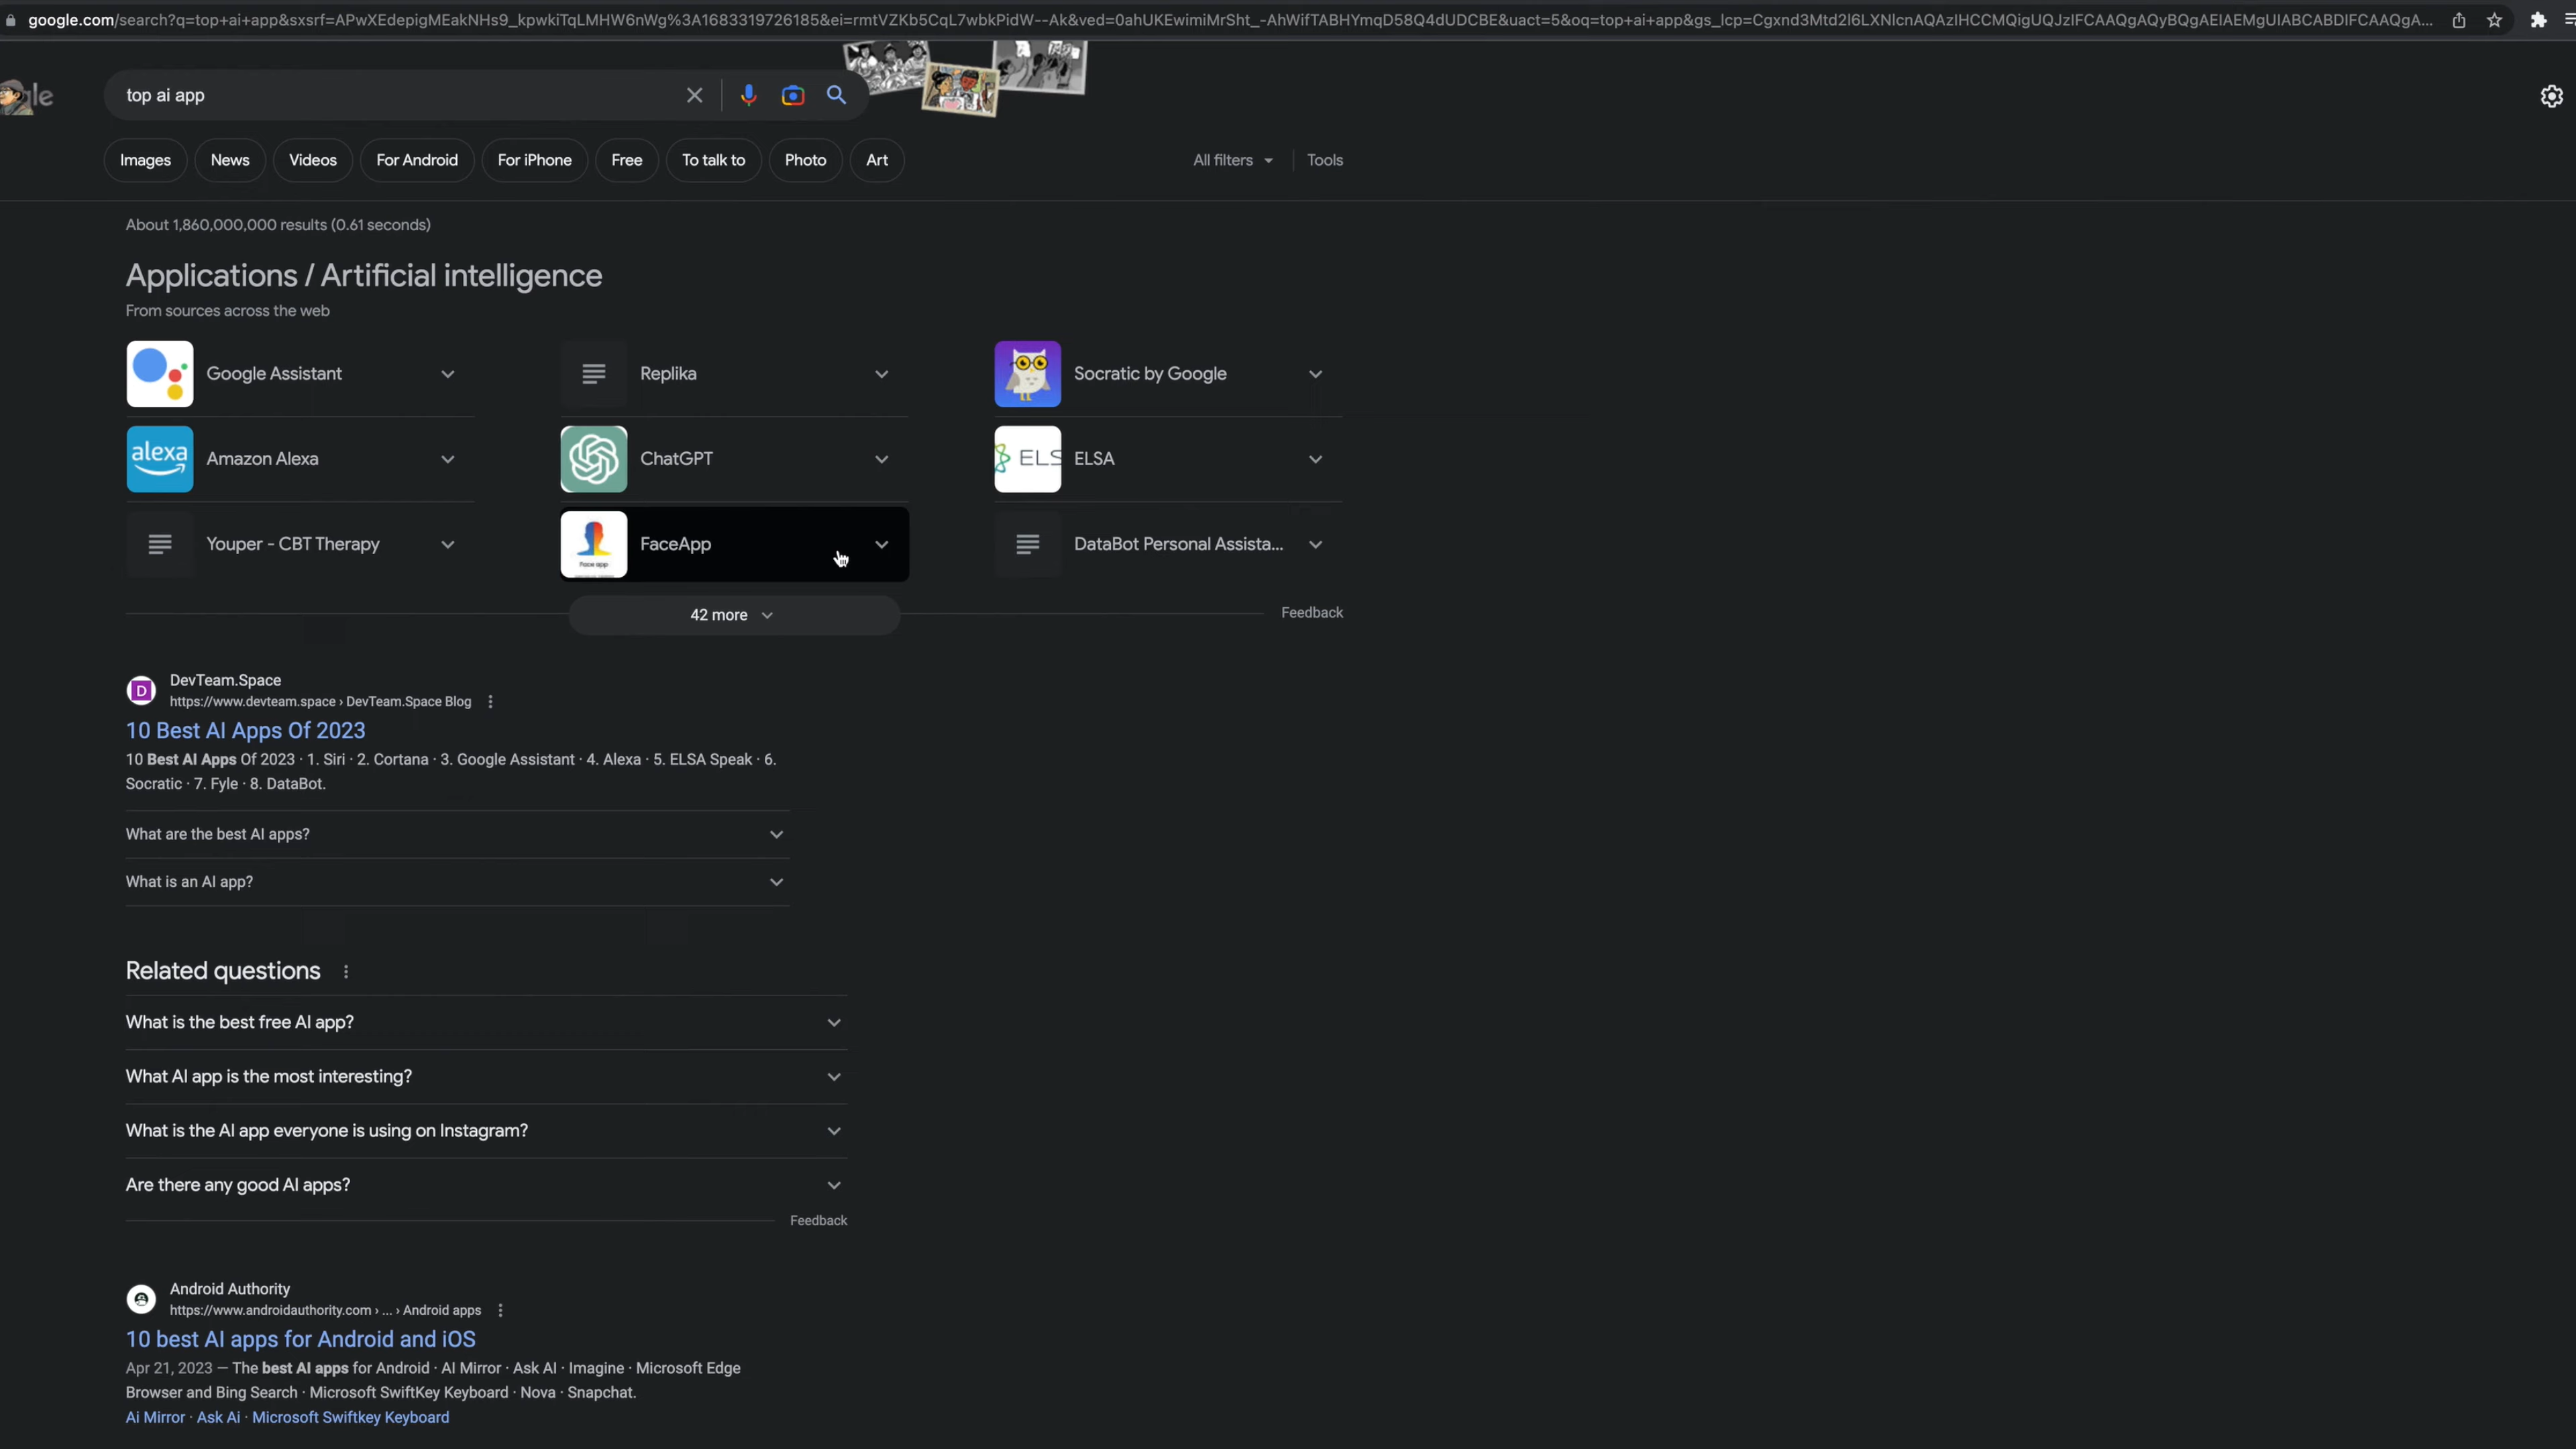 google.com/search?q=top+ai+app&sxsrf=APwXEdepigMEakNHs9_kpwkiTqLMHW6nWg%3A1683319726185&ei=rmtVZKb5CqL7wbkPidW--Ak&ved=0ahUKEwimiMrSht_-AhWifTABHYmqD58Q4dUDCBE&uact=5&oq=top+ai+app&gs_lcp=Cgxnd3Mtd2l6LXNlcnAQAzIHCCMQigUQJzIFCAAQgAQyBQgAEIAEMgUIABCABDIFCAAQgA...
top ai app
Images News Videos For Android For iPhone Free To talk to Photo Art All filters Tools
About 1,860,000,000 results (0.61 seconds)
Applications / Artificial intelligence
From sources across the web
Google Assistant Replika Socratic by Google
alexa Amazon Alexa ChatGPT ELS ELSA
Youper - CBT Therapy Face app FaceApp DataBot Personal Assista...
42 more Feedback
D DevTeam.Space
https://www.devteam.space › DevTeam.Space Blog
10 Best AI Apps Of 2023
10 Best AI Apps Of 2023 · 1. Siri · 2. Cortana · 3. Google Assistant · 4. Alexa · 5. ELSA Speak · 6.
Socratic · 7. Fyle · 8. DataBot.
What are the best AI apps?
What is an AI app?
Related questions
What is the best free AI app?
What AI app is the most interesting?
What is the AI app everyone is using on Instagram?
Are there any good AI apps?
Feedback
Android Authority
https://www.androidauthority.com › ... › Android apps
10 best AI apps for Android and iOS
Apr 21, 2023 — The best AI apps for Android · AI Mirror · Ask AI · Imagine · Microsoft Edge
Browser and Bing Search · Microsoft SwiftKey Keyboard · Nova · Snapchat.
Ai Mirror · Ask Ai · Microsoft Swiftkey Keyboard